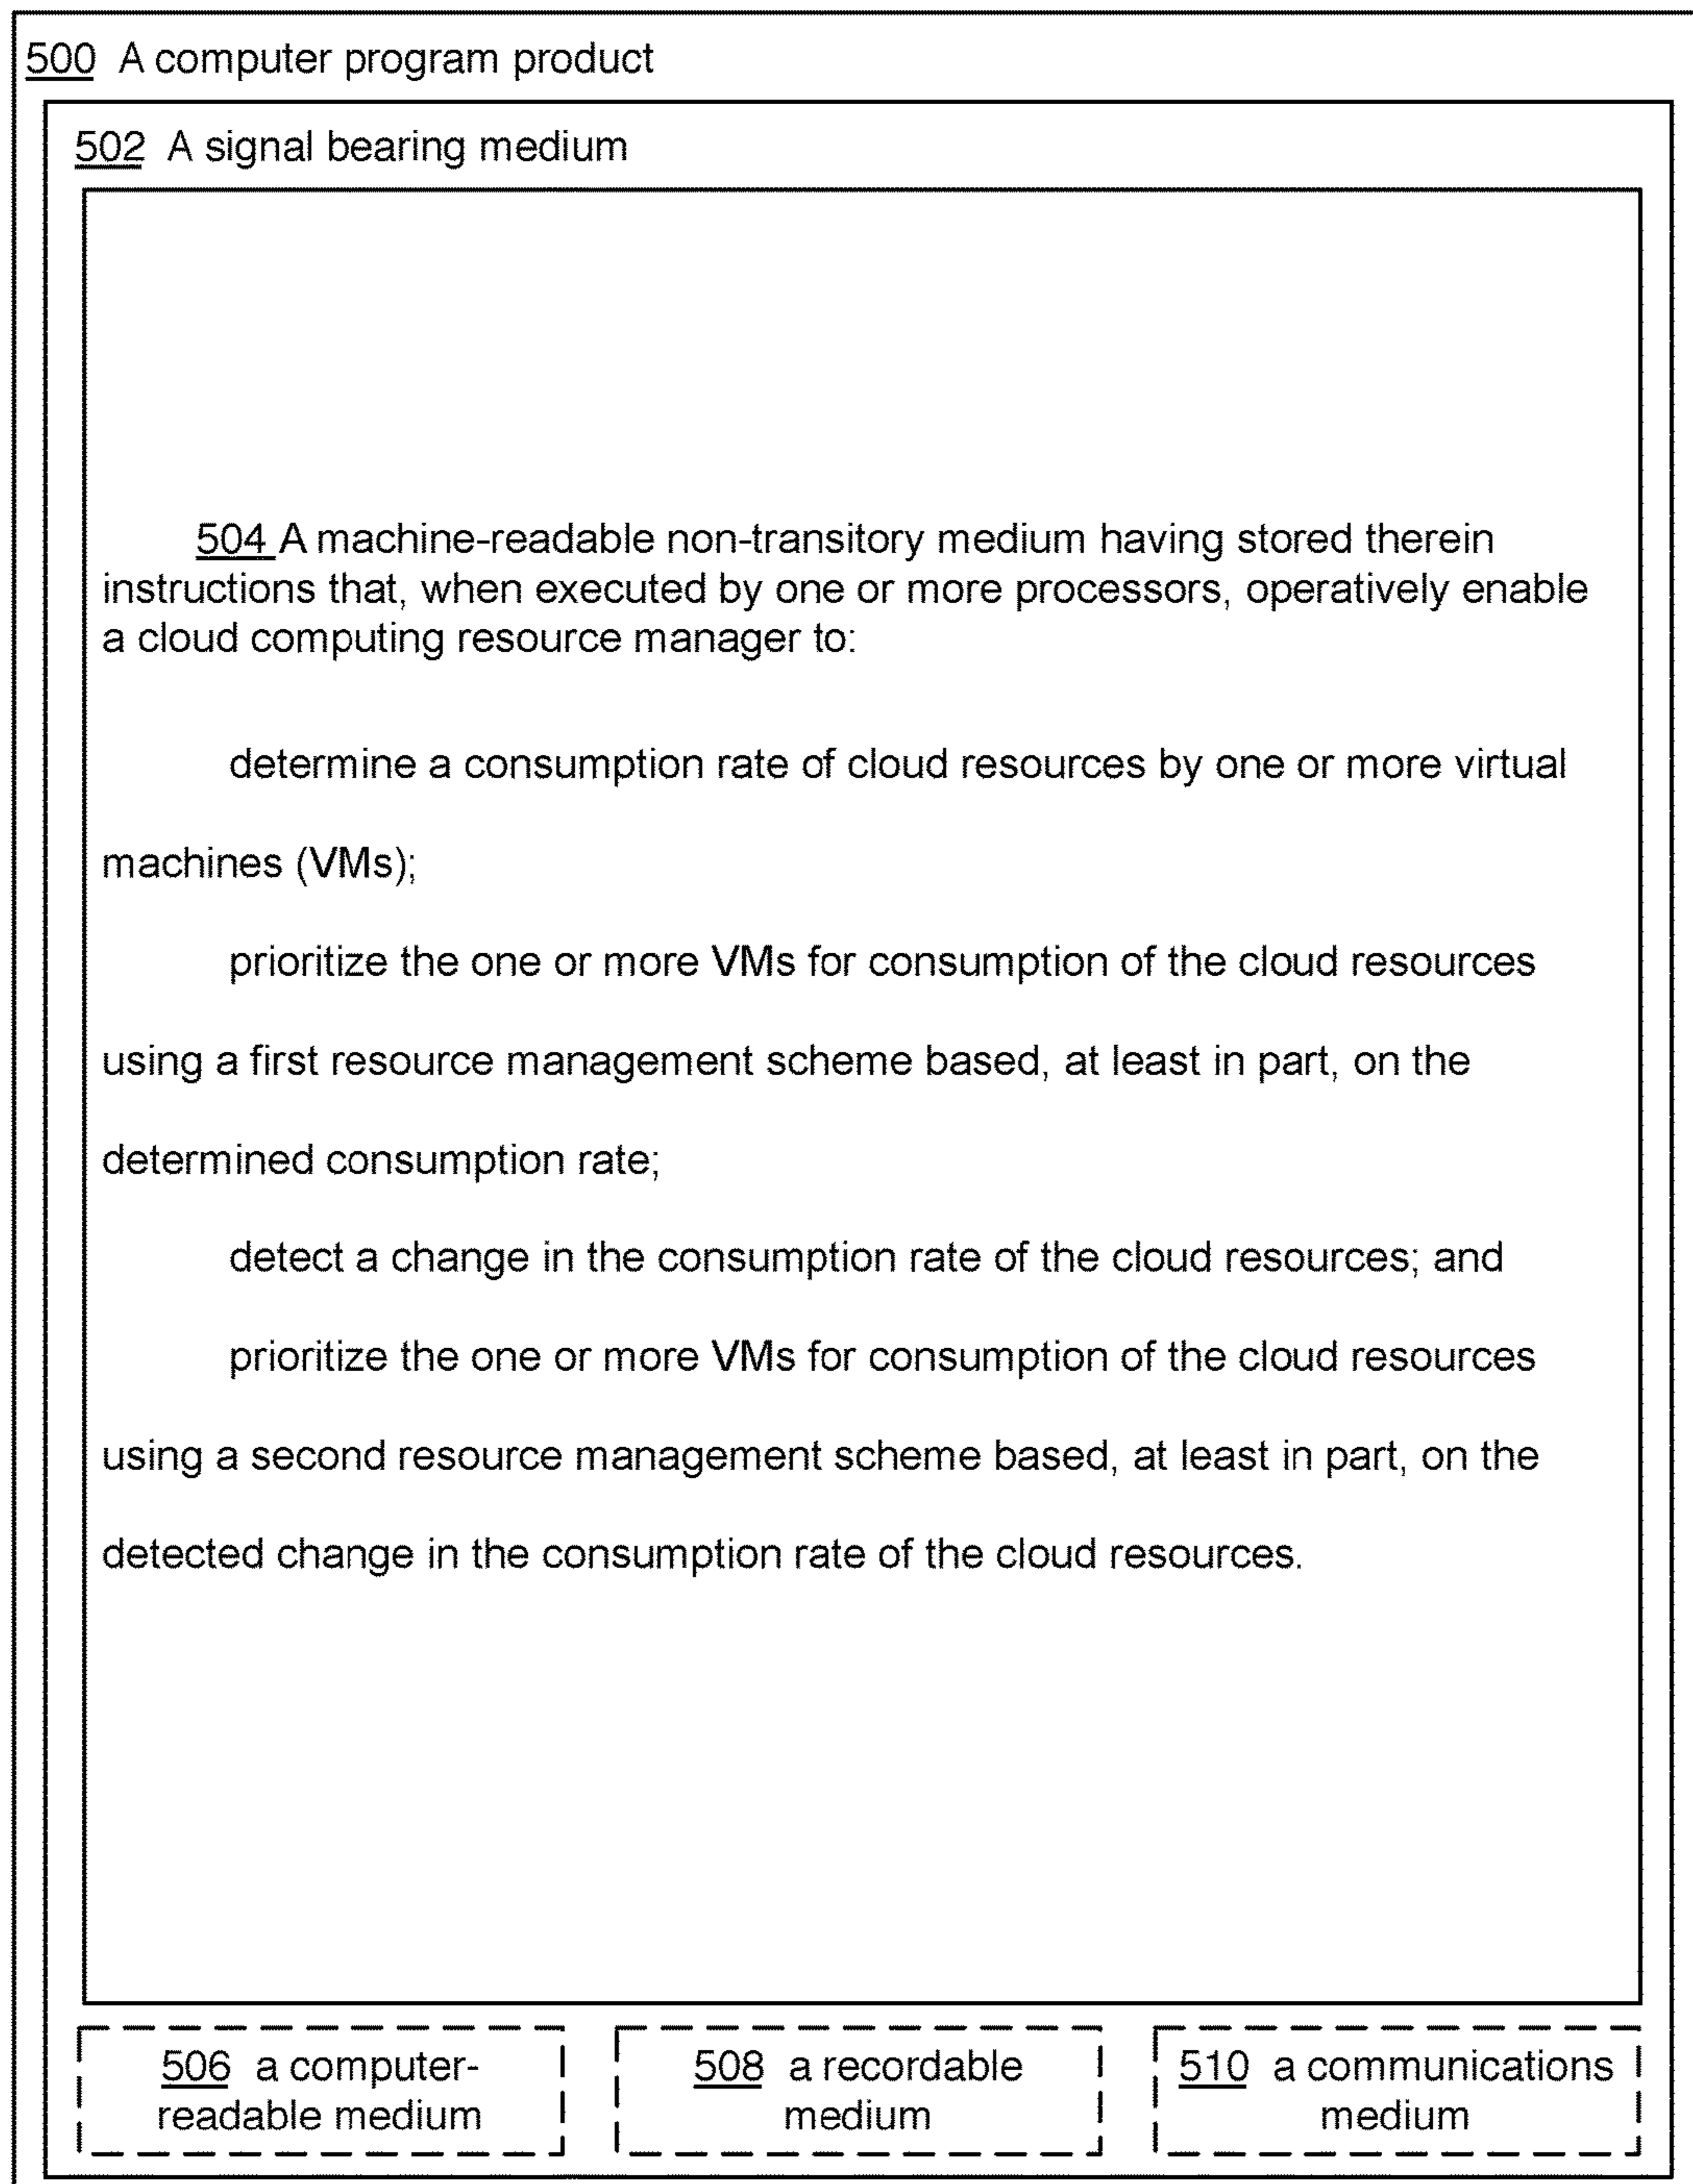 500 A computer program product
502 A signal bearing medium
504 A machine-readable non-transitory medium having stored therein
instructions that, when executed by one or more processors, operatively enable
a cloud computing resource manager to:
determine a consumption rate of cloud resources by one or more virtual
machines (VMs);
prioritize the one or more VMs for consumption of the cloud resources
using a first resource management scheme based, at least in part, on the
determined consumption rate;
detect a change in the consumption rate of the cloud resources; and
prioritize the one or more VMs for consumption of the cloud resources
using a second resource management scheme based, at least in part, on the
detected change in the consumption rate of the cloud resources.
506 a computer-
readable medium
508 a recordable
medium
510 a communications
medium